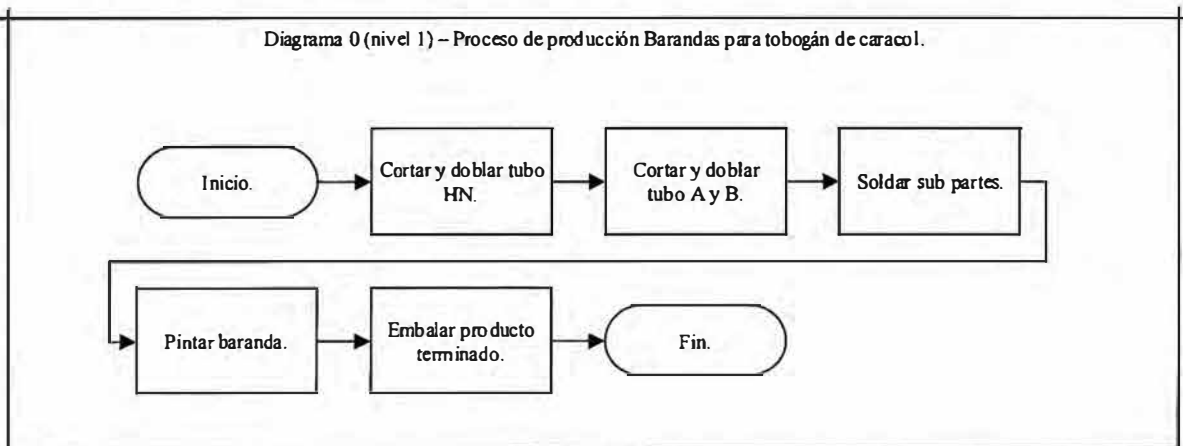 Diagrama 0 (nivel 1) – Proceso de producción Barandas para tobogán de caracol.
Inicio.
Cortar y doblar tubo
HN.
Cortar y doblar
tubo A y B.
Soldar sub partes.
Pintar baranda.
Embalar producto
terminado.
Fin.